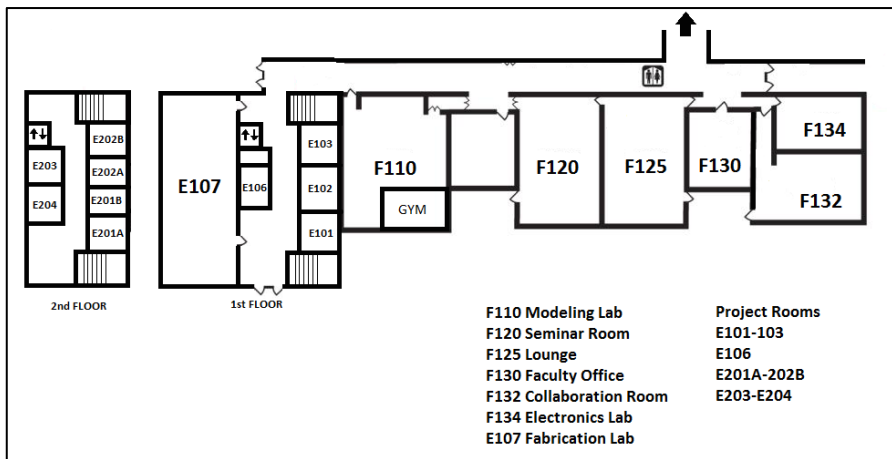 E202B
E203
E202A
E204
E201B
E201A
2nd FLOOR
E107
E106
E103
E102
E101
1st FLOOR
F110
GYM
F120
F125
F130
F134
F132
F110 Modeling Lab
F120 Seminar Room
F125 Lounge
F130 Faculty Office
F132 Collaboration Room
F134 Electronics Lab
E107 Fabrication Lab
Project Rooms
E101-103
E106
E201A-202B
E203-E204